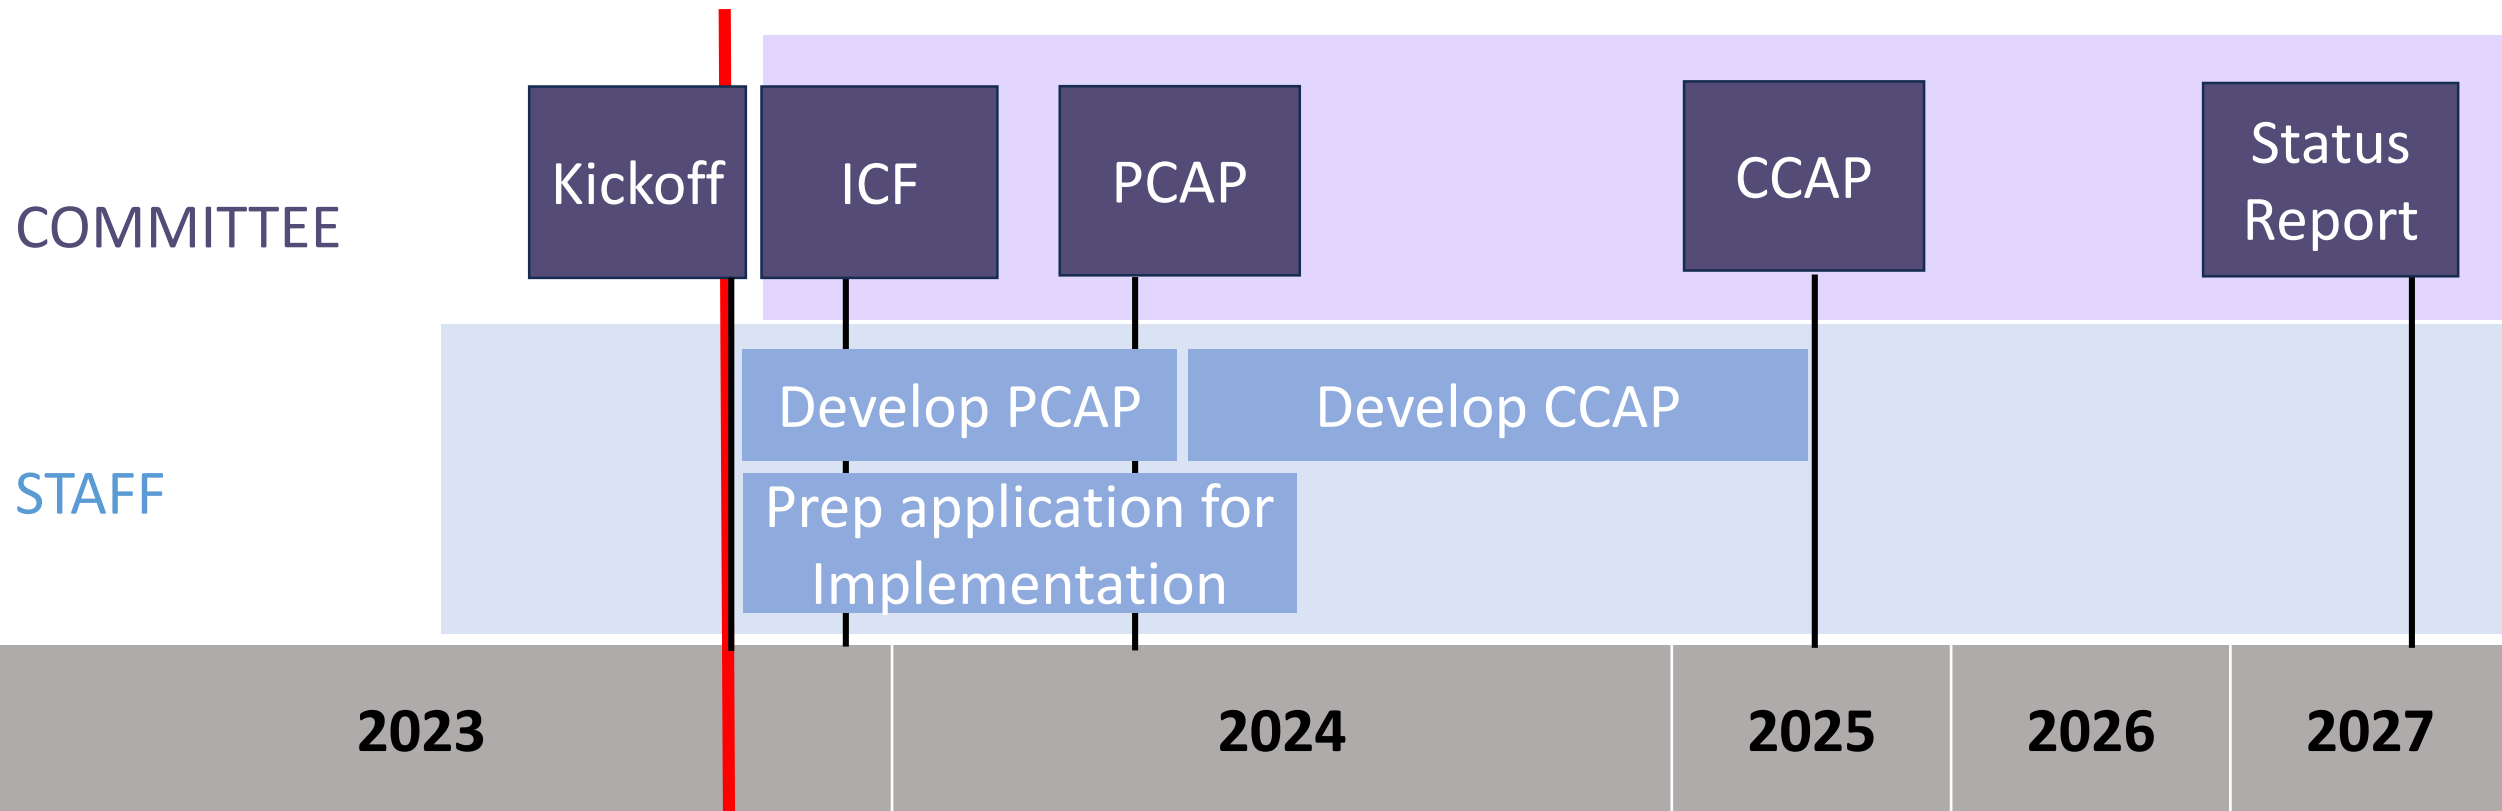 COMMITTEE
Kickoff
ICF
PCAP
CCAP
Status
Report
STAFF
Develop PCAP
Develop CCAP
Prep application for
Implementation
2023
2024
2025
2026
2027